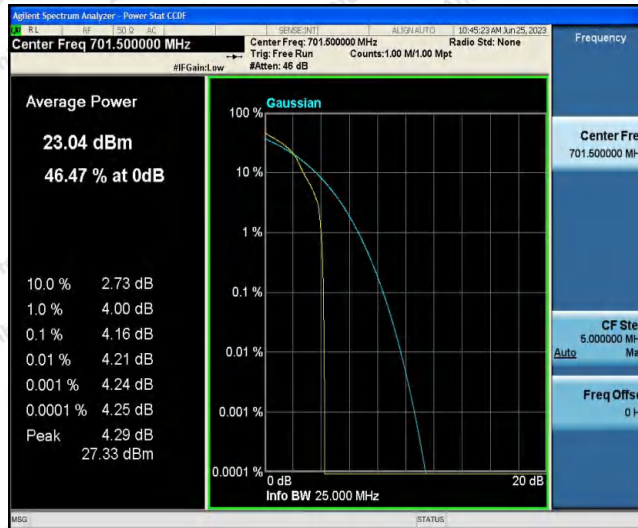 Agilent Spectrum Analyzer - Power Stat CCDF
RL RF 50 Ω AC SENSE:INT ALIGN AUTO 10:45:23 AM Jun 25, 2023
Center Freq 701.500000 MHz
Center Freq: 701.500000 MHz Radio Std: None
Trig: Free Run Counts:1.00 M/1.00 Mpt
#IFGain:Low #Atten: 46 dB
Frequency
Average Power
23.04 dBm
46.47 % at 0dB
10.0 % 2.73 dB
1.0 % 4.00 dB
0.1 % 4.16 dB
0.01 % 4.21 dB
0.001 % 4.24 dB
0.0001 % 4.25 dB
Peak 4.29 dB
27.33 dBm
Gaussian
100 %
10 %
1 %
0.1 %
0.01 %
0.001 %
0.0001 %
0 dB 20 dB
Info BW 25.000 MHz
Center Fre
701.500000 MH
CF Ste
5.000000 MH
Auto Ma
Freq Offse
0 H
MSG STATUS